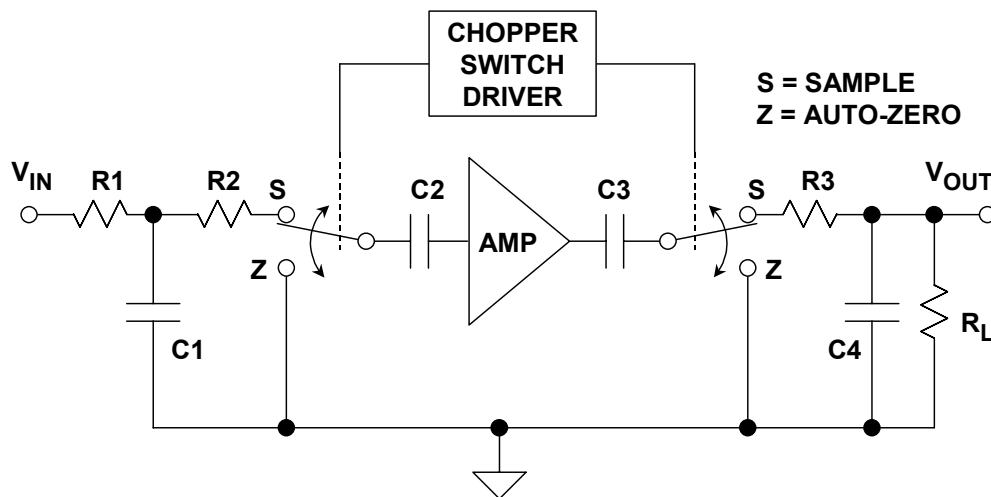 CHOPPER
SWITCH
DRIVER
S = SAMPLE
Z = AUTO-ZERO
VIN
R1
R2
S
C2
C3
S
R3
VOUT
AMP
Z
Z
C1
C4
RL